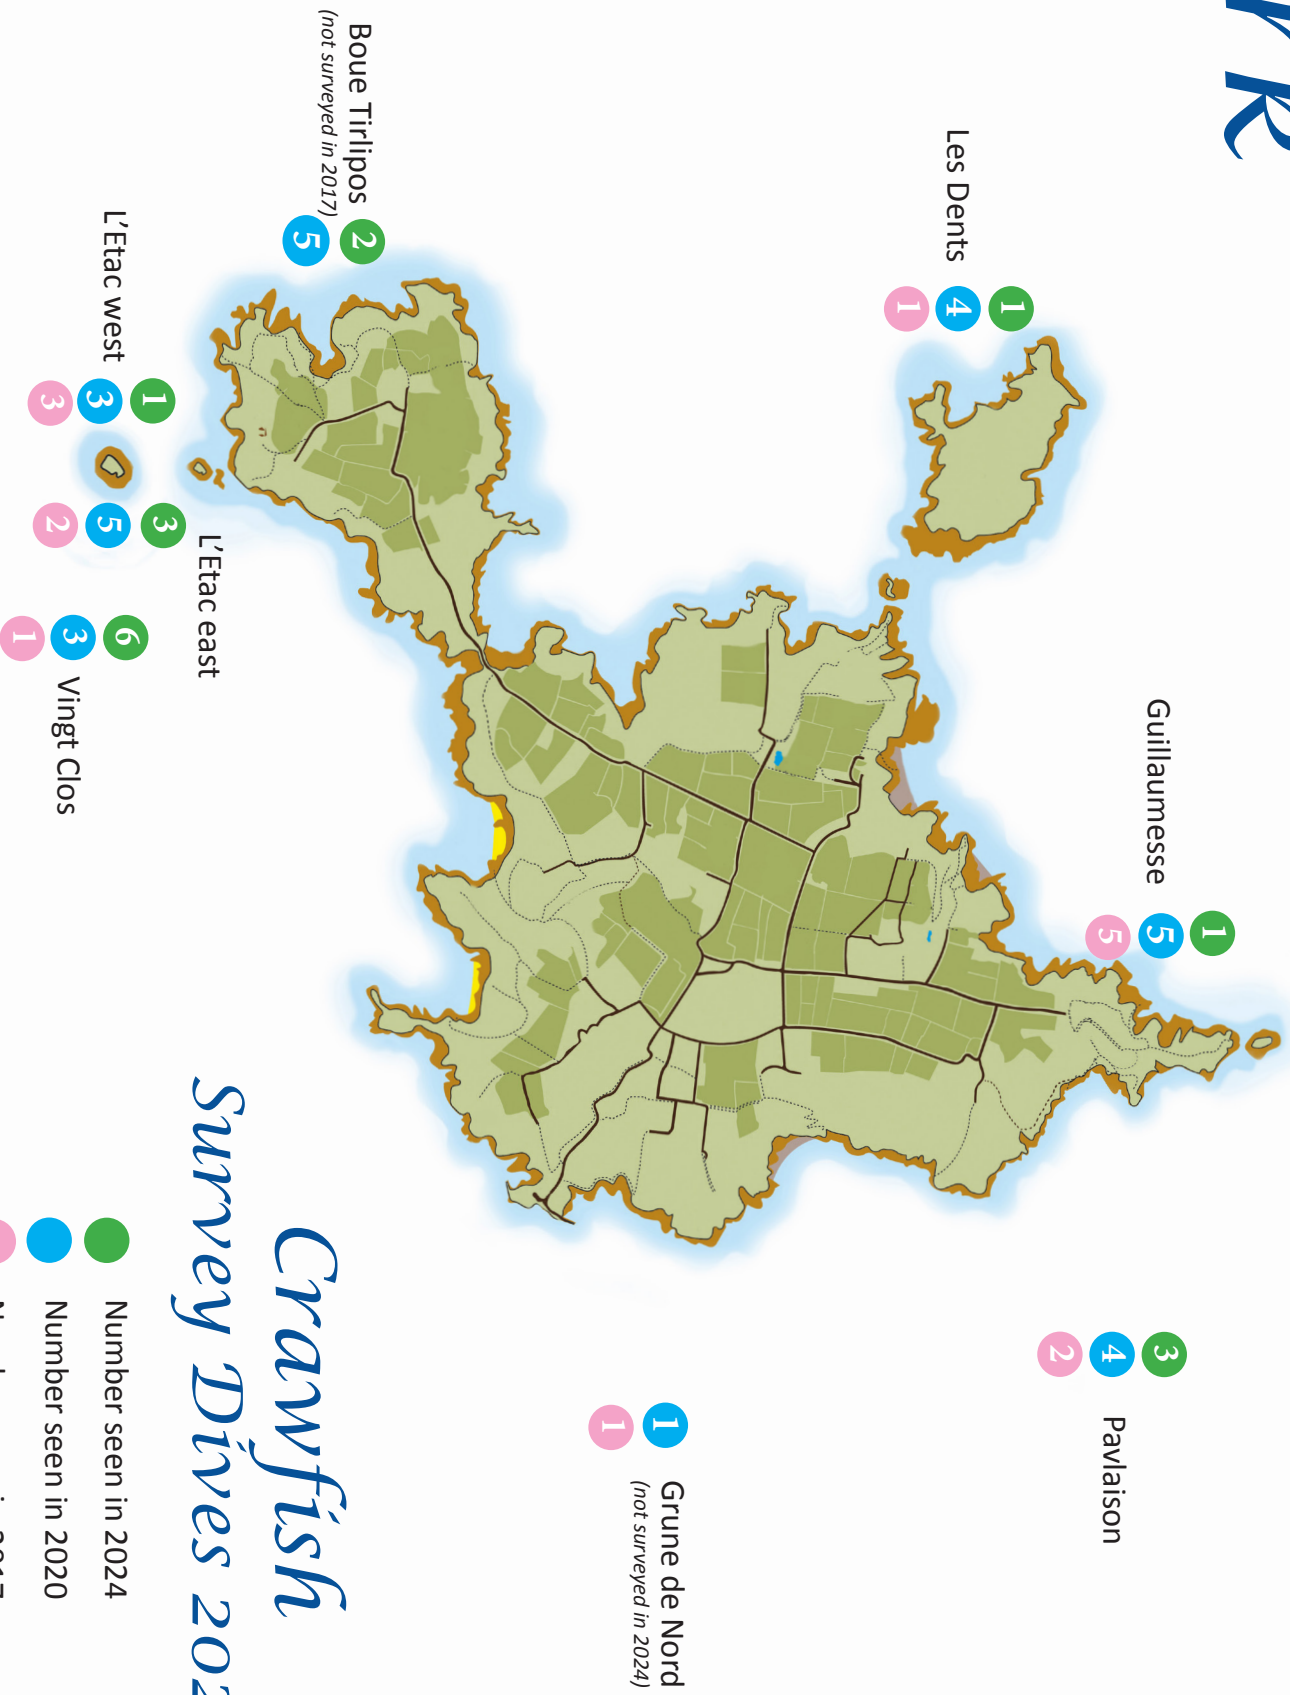 Guillaumesse
1
5
5
Pavlaison
3
4
2
Les Dents
1
4
1
Grune de Nord
(not surveyed in 2024)
1
1
Boue Tirlipos
(not surveyed in 2017)
2
5
L'Etac east
3
5
2
L'Etac west
1
3
3
6
3
1
Vingt Clos
Crawfish
Survey Dives
Number seen in 2024
Number seen in 2020